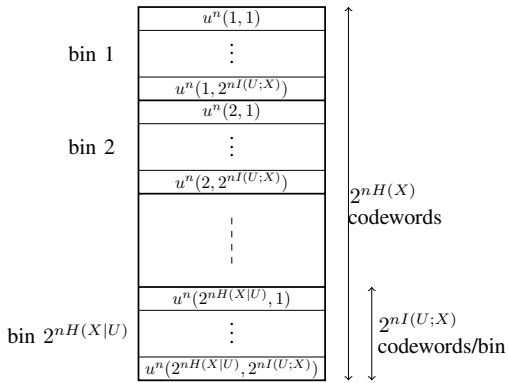 u^n(1, 1)
bin 1
⋮
u^n(1, 2^{nI(U;X)})
u^n(2, 1)
bin 2
⋮
u^n(2, 2^{nI(U;X)})
2^{nH(X)}
codewords
u^n(2^{nH(X|U)}, 1)
bin 2^{nH(X|U)}
⋮
2^{nI(U;X)}
codewords/bin
u^n(2^{nH(X|U)}, 2^{nI(U;X)})